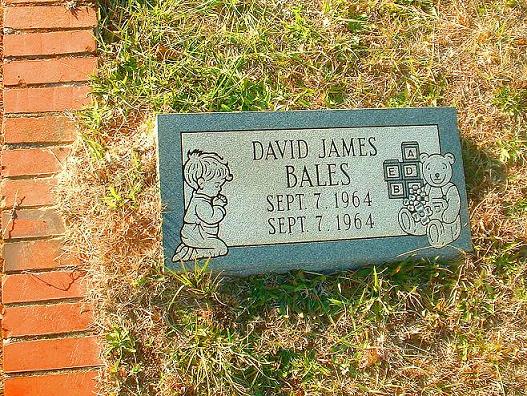 DAVID JAMES
BALES
SEPT. 7, 1964
SEPT. 7, 1964
A
E D
B